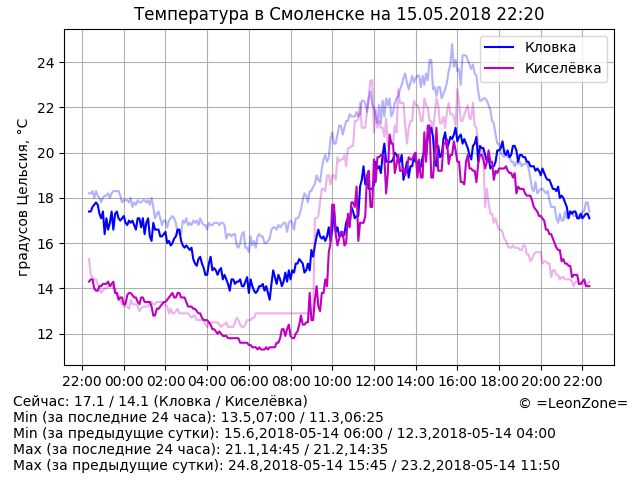 Температура в Смоленске на 15.05.2018 22:20
градусов Цельсия, °C
24
22
20
18
16
14
12
Кловка
Киселёвка
22:00 00:00 02:00 04:00 06:00 08:00 10:00 12:00 14:00 16:00 18:00 20:00 22:00
Сейчас: 17.1 / 14.1 (Кловка / Киселёвка)
© =LeonZone=
Min (за последние 24 часа): 13.5,07:00 / 11.3,06:25
Min (за предыдущие сутки): 15.6,2018-05-14 06:00 / 12.3,2018-05-14 04:00
Max (за последние 24 часа): 21.1,14:45 / 21.2,14:35
Max (за предыдущие сутки): 24.8,2018-05-14 15:45 / 23.2,2018-05-14 11:50